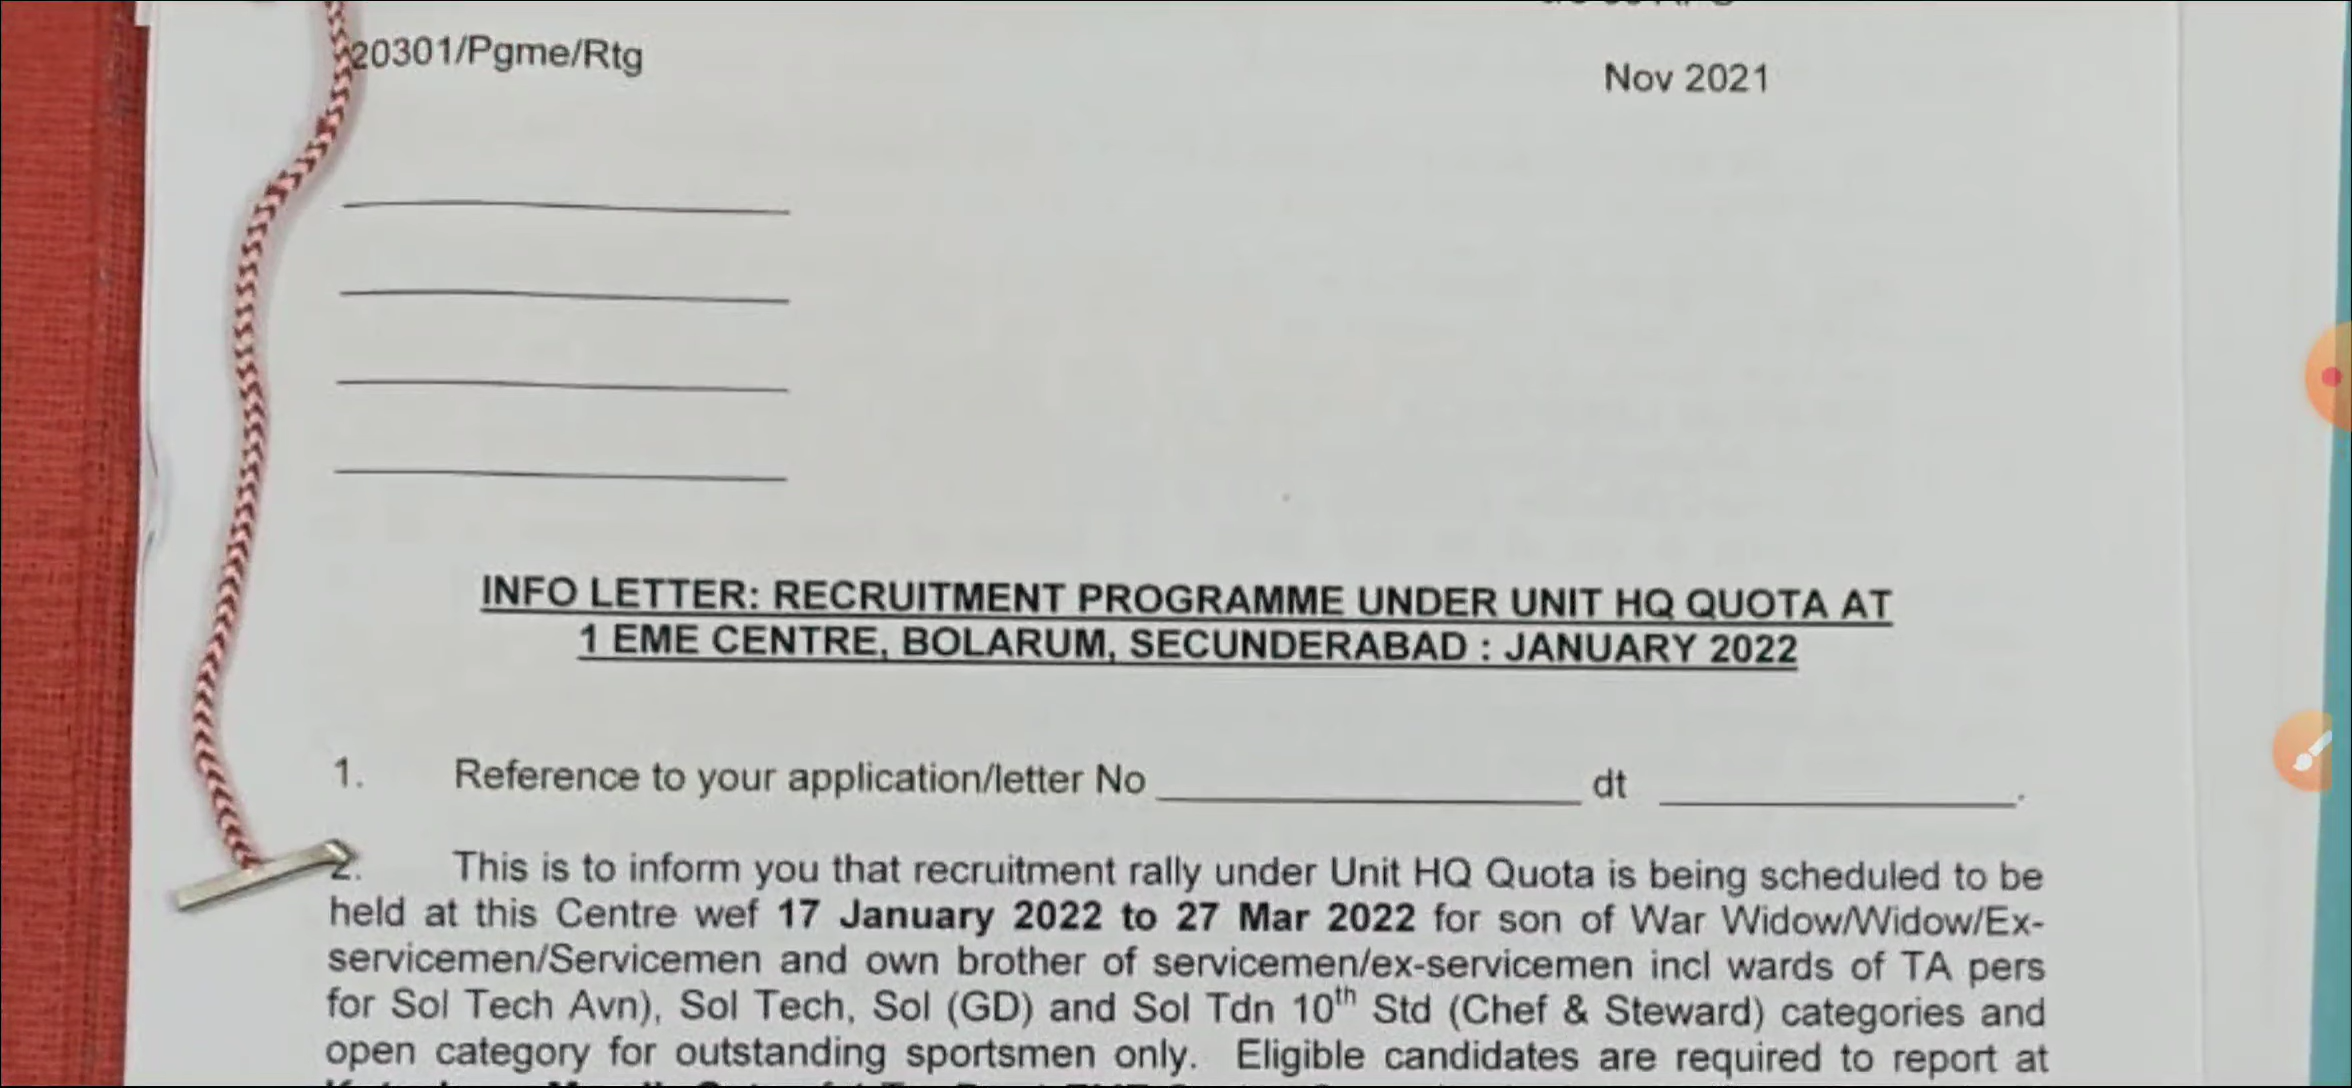 20301/Pgme/Rtg
Nov 2021
INFO LETTER: RECRUITMENT PROGRAMME UNDER UNIT HQ QUOTA AT
1 EME CENTRE, BOLARUM, SECUNDERABAD : JANUARY 2022
1. Reference to your application/letter No ____________ dt ____________.
2. This is to inform you that recruitment rally under Unit HQ Quota is being scheduled to be
held at this Centre wef 17 January 2022 to 27 Mar 2022 for son of War Widow/Widow/Ex-
servicemen/Servicemen and own brother of servicemen/ex-servicemen incl wards of TA pers
for Sol Tech Avn), Sol Tech, Sol (GD) and Sol Tdn 10th Std (Chef & Steward) categories and
open category for outstanding sportsmen only. Eligible candidates are required to report at